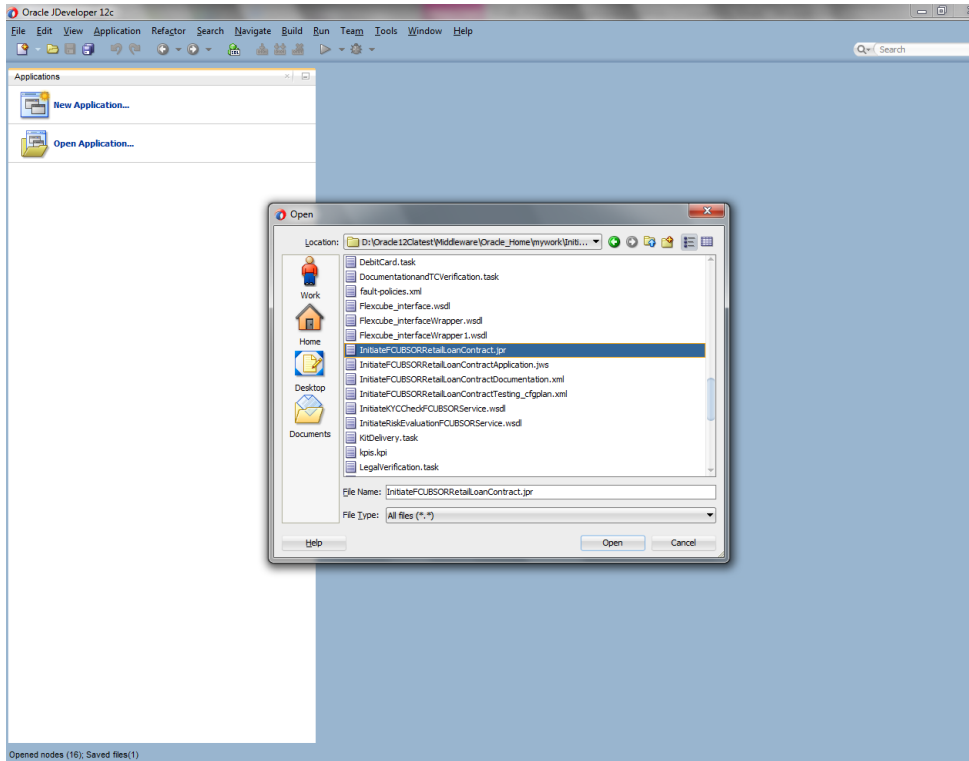 Oracle JDeveloper 12c
File Edit View Application Refactor Search Navigate Build Run Team Tools Window Help
Search
Applications
New Application...
Open Application...
Open
Location: D:\Oracle12Clatest\Middleware\Oracle_Home\mywork\Initi...
Work
Home
Desktop
Documents
DebitCard.task
DocumentationandTCVerification.task
fault-policies.xml
Flexcube_interface.wsdl
Flexcube_interfaceWrapper.wsdl
Flexcube_interfaceWrapper1.wsdl
InitiateFCUBSORRetailLoanContract.jpr
InitiateFCUBSORRetailLoanContractApplication.jws
InitiateFCUBSORRetailLoanContractDocumentation.xml
InitiateFCUBSORRetailLoanContractTesting_cfgplan.xml
InitiateKYCCheckFCUBSORService.wsdl
InitiateRiskEvaluationFCUBSORService.wsdl
KitDelivery.task
kpis.kpi
LegalVerification.task
File Name: InitiateFCUBSORRetailLoanContract.jpr
File Type: All files (*.*)
Help Open Cancel
Opened nodes (16); Saved files(1)